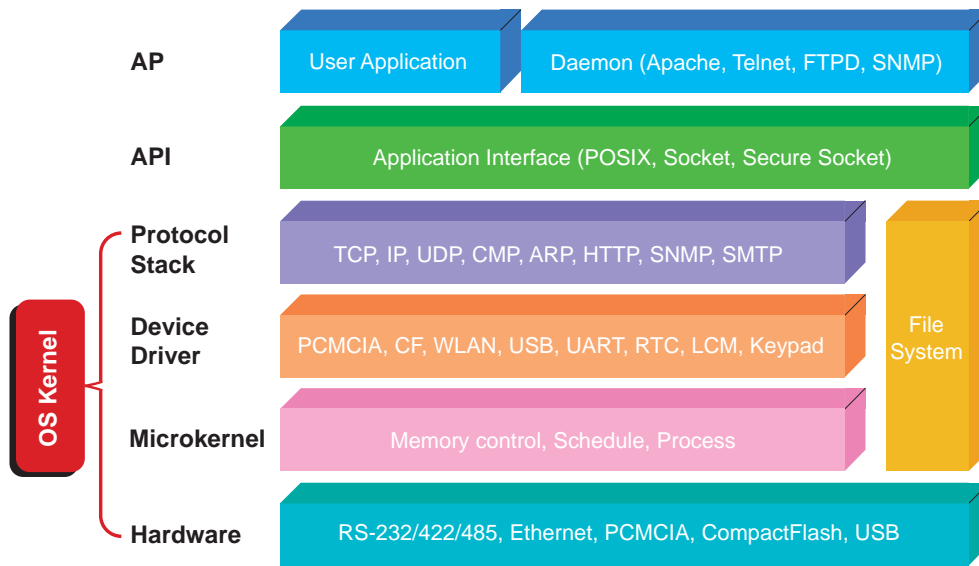 AP
User Application
Daemon (Apache, Telnet, FTPD, SNMP)
API
Application Interface (POSIX, Socket, Secure Socket)
Protocol
Stack
TCP, IP, UDP, CMP, ARP, HTTP, SNMP, SMTP
Device
Driver
PCMCIA, CF, WLAN, USB, UART, RTC, LCM, Keypad
File
System
OS Kernel
Microkernel
Memory control, Schedule, Process
Hardware
RS-232/422/485, Ethernet, PCMCIA, CompactFlash, USB